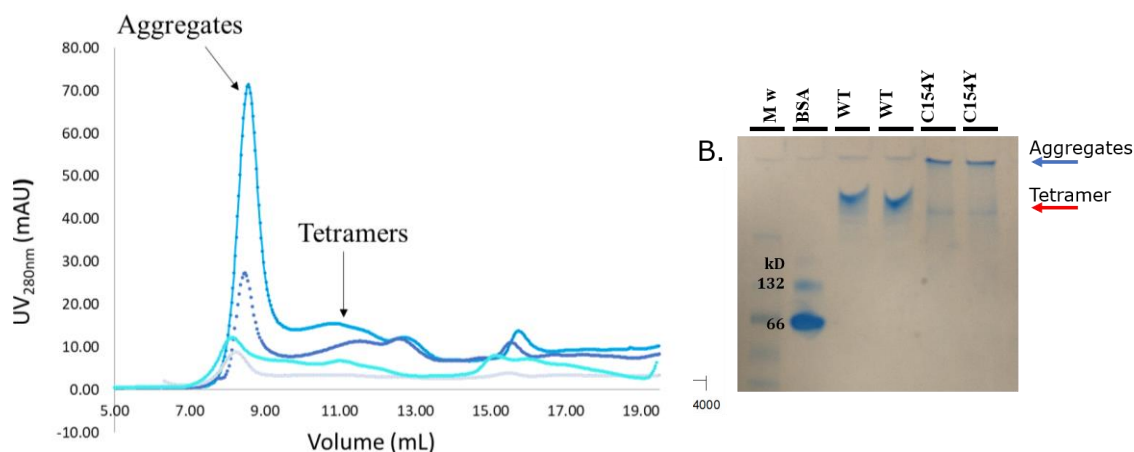 Aggregates
80.00
70.00
60.00
50.00
40.00
30.00
20.00
10.00
0.00
-10.00
UV280nm (mAU)
Tetramers
5.00 7.00 9.00 11.00 13.00 15.00 17.00 19.00
Volume (mL)
4000
B.
M w
BSA
WT
WT
C154Y
C154Y
Aggregates
Tetramer
kD
132
66